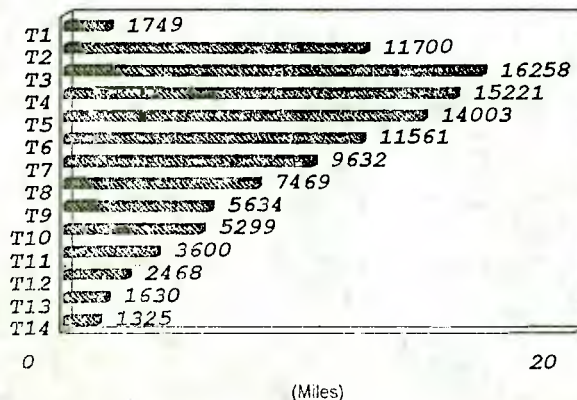 T1 1749
T2 11700
T3 16258
T4 15221
T5 14003
T6 11561
T7 9632
T8 7469
T9 5634
T10 5299
T11 3600
T12 2468
T13 1630
T14 1325
0 20
(Miles)